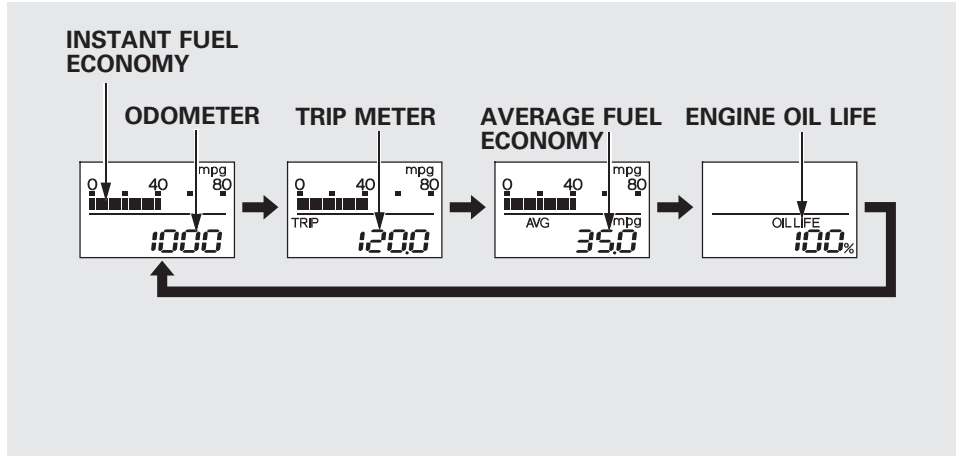 INSTANT FUEL
ECONOMY
ODOMETER
TRIP METER
AVERAGE FUEL
ECONOMY
ENGINE OIL LIFE
mpg
0 40 80
1000
mpg
0 40 80
TRIP
120.0
mpg
0 40 80
AVG mpg
35.0
OIL LIFE
100%